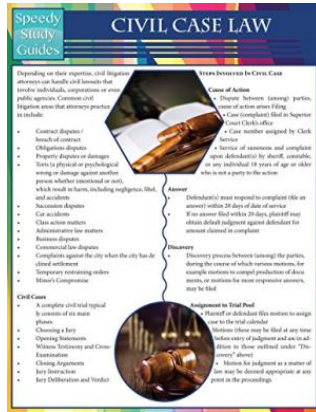 Speedy
Study
Guides
CIVIL CASE LAW
Depending on their expertise, civil litigation
attorneys can handle civil lawsuits that
involve individuals, corporations or even
public agencies. Common civil
litigation areas that attorneys practice
in include:
• Contract disputes /
breach of contract
• Obligations disputes
• Property disputes or damages
• Torts (a physical of psychological
wrong or damage against another
person whether intentional or not),
which result in harm, including negligence, libel,
and accidents
• Succession disputes
• Car accidents
• Class action matters
• Administrative law matters
• Business disputes
• Commercial law disputes
• Complaints against the city when the city has de
clined settlement
• Temporary restraining orders
• Minor's Compromise
Civil Cases
• A complete civil trial typical
ly consists of six main
phases
• Choosing a Jury
• Opening Statements
• Witness Testimony and Cross-
Examination
• Closing Arguments
• Jury Instruction
• Jury Deliberation and Verdict
Steps Involved In Civil Case
Cause of Action
• Dispute between (among) parties,
cause of action arises Filing
• Case (complaint) filed in Superior
Court Clerk's office
• Case number assigned by Clerk
Service
• Service of summons and complaint
upon defendant(s) by sheriff, constable,
or any individual 18 years of age or older
who is not a party to the action
Answer
• Defendant(s) must respond to complaint (file an
answer) within 20 days of date of service
• If no answer filed within 20 days, plaintiff may
obtain default judgment against defendant for
amount claimed in complaint
Discovery
• Discovery process between (among) the parties,
during the course of which various motions, for
example motions to compel production of docu
ments, or motions for more responsive answers,
may be filed
Assignment to Trial Pool
• Plaintiff or defendant files motion to assign
case to the trial calendar
• Motions (these may be filed at any time
before entry of judgment and are in ad-
dition to those outlined under "Dis-
covery" above)
• Motion for judgment as a matter of
law may be deemed appropriate at any
point in the proceedings